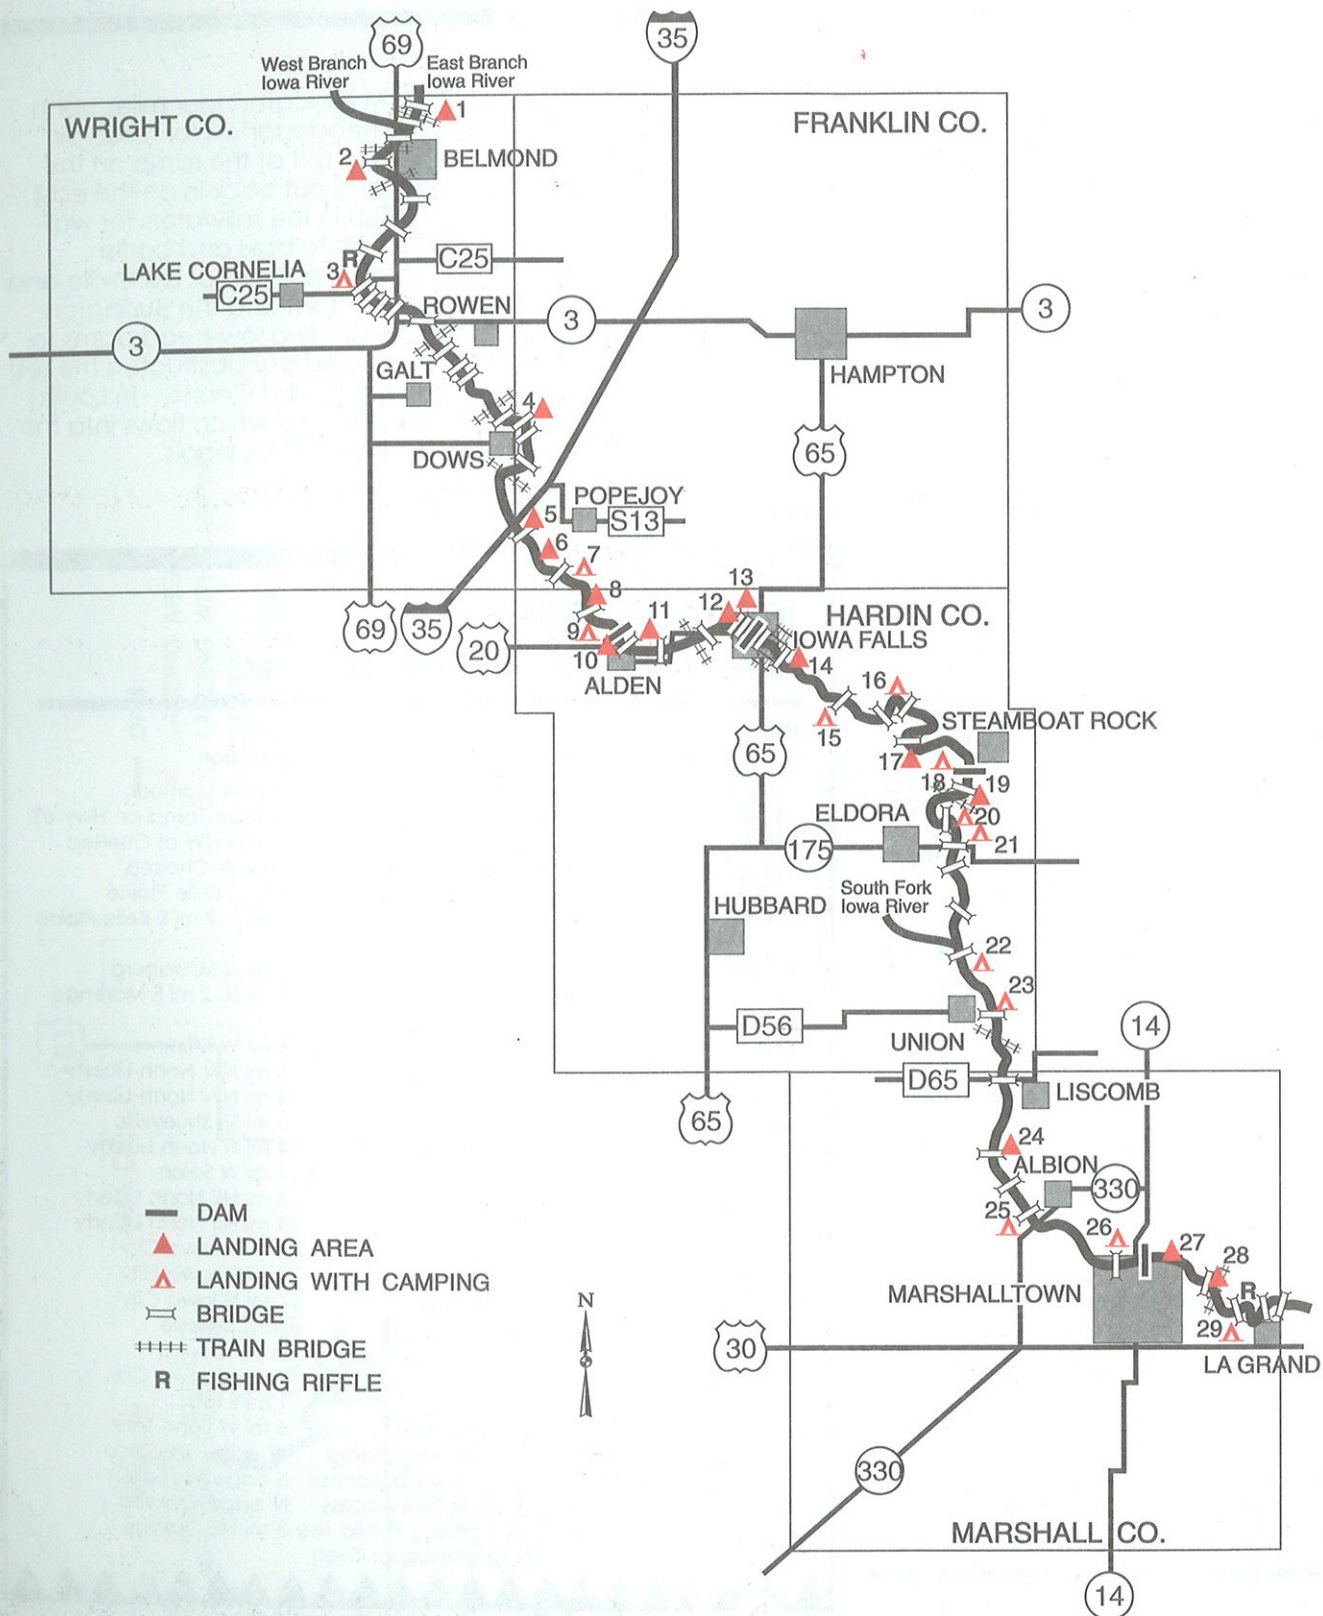 69
35
West Branch
Iowa River
East Branch
Iowa River
1
WRIGHT CO.
FRANKLIN CO.
2
BELMOND
R
C25
LAKE CORNELIA
3
C25
ROWEN
3
3
3
GALT
HAMPTON
4
65
DOWS
POPEJOY
5
S13
6
7
8
13
12
HARDIN CO.
69
35
20
9
11
IOWA FALLS
10
14
ALDEN
16
15
STEAMBOAT ROCK
65
17
18
19
ELDORA
20
175
21
South Fork
Iowa River
HUBBARD
22
23
D56
14
UNION
D65
LISCOMB
65
24
ALBION
330
25
26
27
28
R
MARSHALLTOWN
29
30
LA GRAND
DAM
LANDING AREA
LANDING WITH CAMPING
BRIDGE
TRAIN BRIDGE
R FISHING RIFFLE
N
330
MARSHALL CO.
14